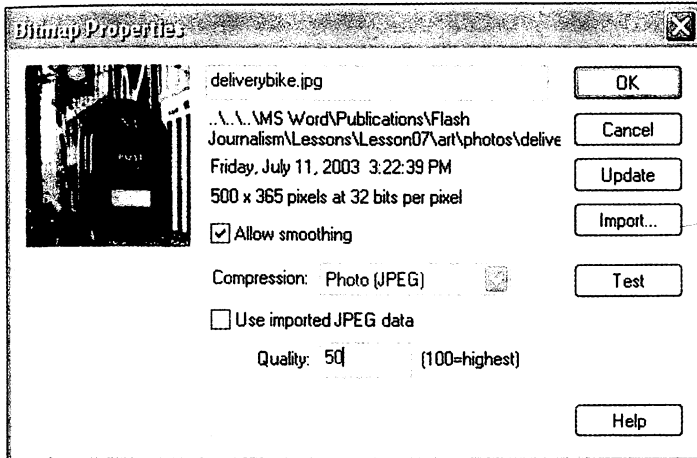 Bitmap Properties
deliverybike.jpg
..\..\..\MS Word\Publications\Flash
Journalism\Lessons\Lesson07\art\photos\delive
Friday, July 11, 2003 3:22:39 PM
500 x 365 pixels at 32 bits per pixel
Allow smoothing
Compression: Photo (JPEG)
Use imported JPEG data
Quality: 50 (100=highest)
OK
Cancel
Update
Import...
Test
Help